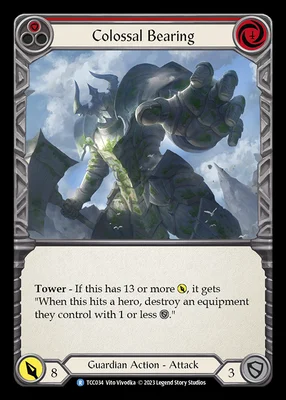 Colossal Bearing
Tower - If this has 13 or more , it gets
"When this hits a hero, destroy an equipment
they control with 1 or less ."
Guardian Action - Attack
8
3
R TCC034 Vito Vivodka © 2023 Legend Story Studios